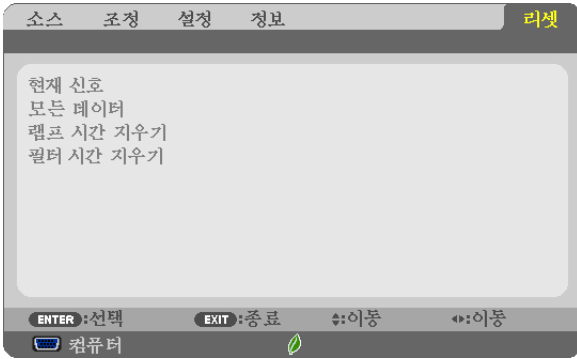 소스 조정 설정 정보 리셋
현재 신호
모든 데이터
램프 시간 지우기
필터 시간 지우기
ENTER :선택 EXIT :종료 :이동 :이동
컴퓨터